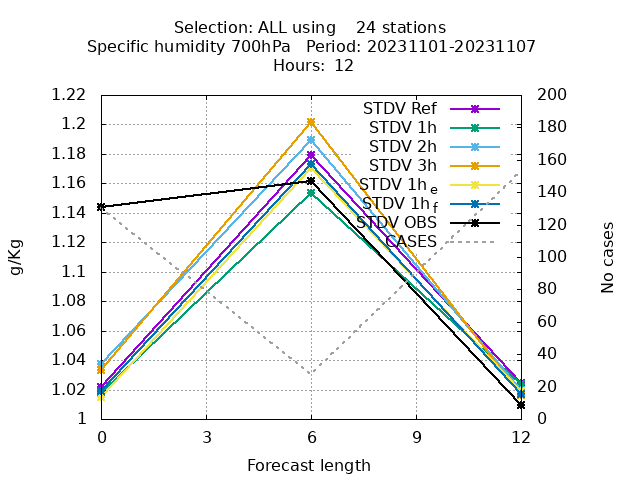 Selection: ALL using    24 stations
Specific humidity 700hPa   Period: 20231101-20231107
Hours:  12
1.22
1.2
1.18
1.16
1.14
1.12
1.1
1.08
1.06
1.04
1.02
1
g/Kg
STDV Ref
STDV 1h
STDV 2h
STDV 3h
STDV 1h e
STDV 1h f
STDV OBS
CASES
200
180
160
140
120
100
80
60
40
20
0
No cases
0 3 6 9 12
Forecast length